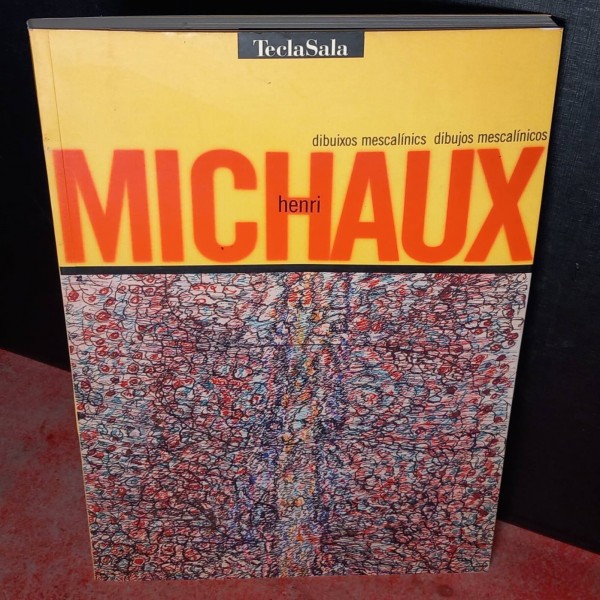 TeclaSala
dibuixos mescalínics dibujos mescalínicos
MICHAUX
henri